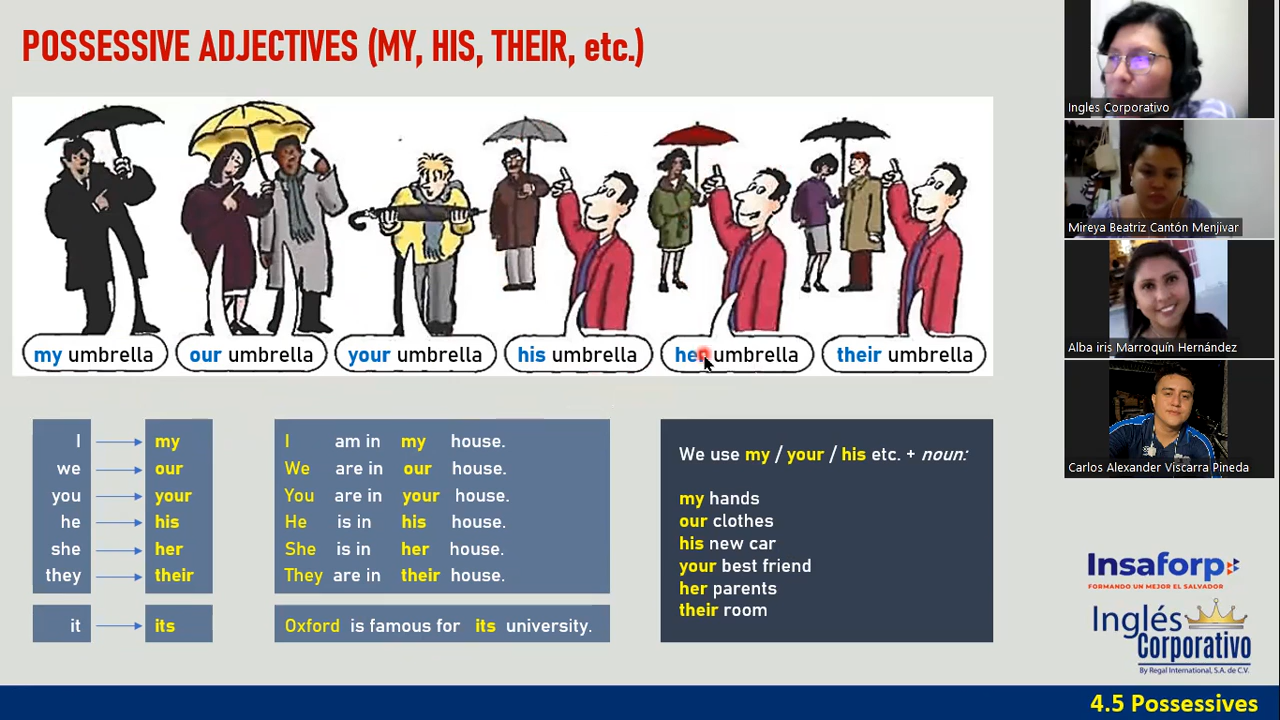 POSSESSIVE ADJECTIVES (MY, HIS, THEIR, etc.)
my umbrella
our umbrella
your umbrella
his umbrella
her umbrella
their umbrella
I my
we our
you your
he his
she her
they their
it its
I am in my house.
We are in our house.
You are in your house.
He is in his house.
She is in her house.
They are in their house.
Oxford is famous for its university.
We use my / your / his etc. + noun:
my hands
our clothes
his new car
your best friend
her parents
their room
Ingles Corporativo
Mireya Beatriz Cantón Menjivar
Alba iris Marroquín Hernández
Carlos Alexander Viscarra Pineda
Insaforp
FORMANDO UN MEJOR EL SALVADOR
Inglés
Corporativo
By Regal International, S.A. de C.V.
4.5 Possessives